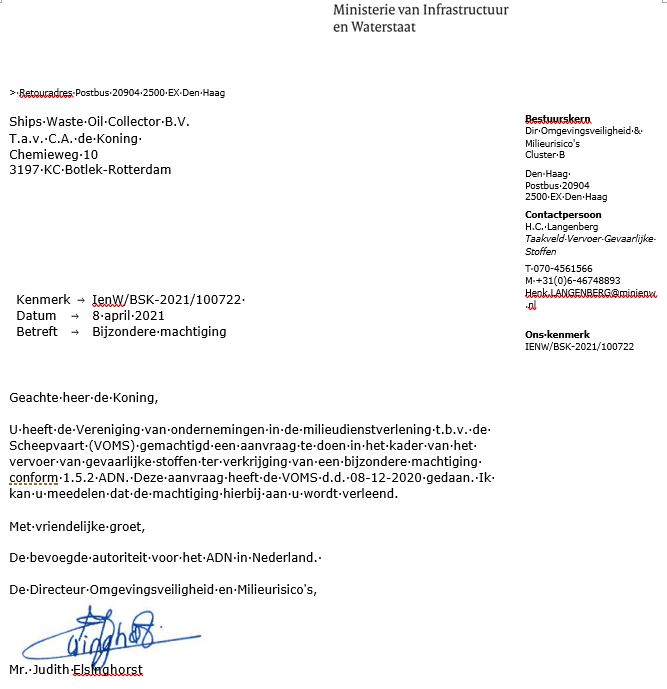 Ministerie van Infrastructuur
en Waterstaat
> Retouradres Postbus 20904 2500 EX Den Haag
Ships Waste Oil Collector B.V.
T.a.v. C.A. de Koning
Chemieweg 10
3197 KC Botlek-Rotterdam
Bestuurskern
Dir Omgevingsveiligheid &
Milieurisico's
Cluster B
Den Haag
Postbus 20904
2500 EX Den Haag
Contactpersoon
H.C. Langenberg
Taakveld Vervoer Gevaarlijke
Stoffen
T 070-4561566
M +31(0)6-46748893
Henk.LANGENBERG@minienw
.nl
Ons kenmerk
IENW/BSK-2021/100722
Kenmerk → IenW/BSK-2021/100722
Datum → 8 april 2021
Betreft → Bijzondere machtiging
Geachte heer de Koning,
U heeft de Vereniging van ondernemingen in de milieudienstverlening t.b.v. de
Scheepvaart (VOMS) gemachtigd een aanvraag te doen in het kader van het
vervoer van gevaarlijke stoffen ter verkrijging van een bijzondere machtiging
conform 1.5.2 ADN. Deze aanvraag heeft de VOMS d.d. 08-12-2020 gedaan. Ik
kan u meedelen dat de machtiging hierbij aan u wordt verleend.
Met vriendelijke groet,
De bevoegde autoriteit voor het ADN in Nederland.
De Directeur Omgevingsveiligheid en Milieurisico's,
Mr. Judith Elsinghorst